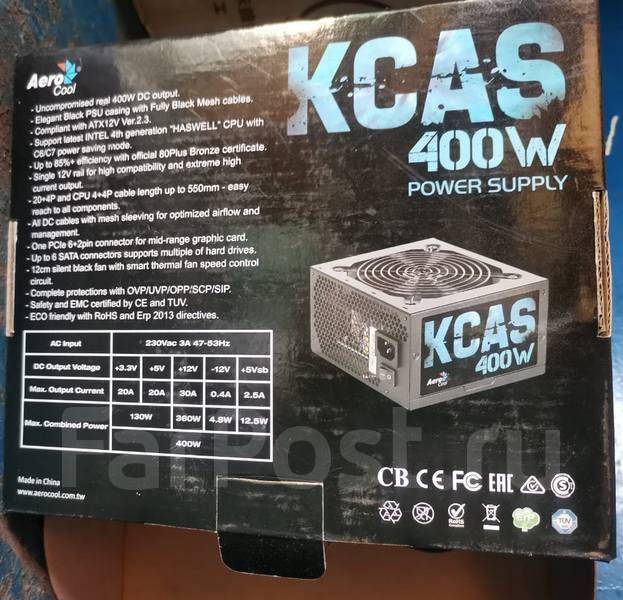 Aero
Cool
- Uncompromised real 400W DC output.
- Elegant Black PSU casing with Fully Black Mesh cables.
- Compliant with ATX12V Ver.2.3.
- Support latest INTEL 4th generation "HASWELL" CPU with
C6/C7 power saving mode.
- Up to 85%+ efficiency with official 80Plus Bronze certificate.
- Single 12V rail for high compatibility and extreme high
current output.
- 20+4P and CPU 4+4P cable length up to 550mm - easy
reach to all components.
- All DC cables with mesh sleeving for optimized airflow and
management.
- One PCIe 6+2pin connector for mid-range graphic card.
- Up to 6 SATA connectors supports multiple of hard drives.
- 12cm silent black fan with smart thermal fan speed control
circuit.
- Complete protections with OVP/UVP/OPP/SCP/SIP.
- Safety and EMC certified by CE and TUV.
- ECO friendly with RoHS and Erp 2013 directives.
KCAS
400W
POWER SUPPLY
KCAS
400W
Aero
Cool
AC Input 230Vac 3A 47-53Hz
DC Output Voltage +3.3V +5V +12V -12V +5Vsb
Max. Output Current 20A 20A 30A 0.4A 2.5A
Max. Combined Power 130W 360W 4.8W 12.5W
400W
FarPost.ru
Made in China
www.aerocool.com.tw
CB CE FC EAC S
RoHS
ErP
TUV